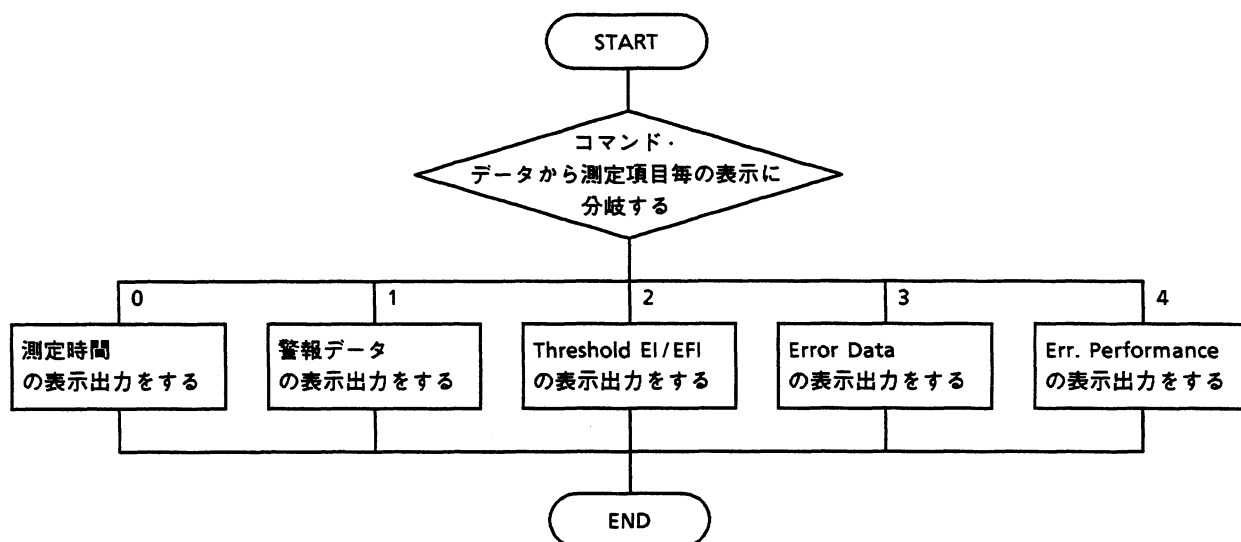 START
コマンド・
データから測定項目毎の表示に
分岐する
0
1
2
3
4
測定時間
の表示出力をする
警報データ
の表示出力をする
Threshold EI/EFI
の表示出力をする
Error Data
の表示出力をする
Err. Performance
の表示出力をする
END